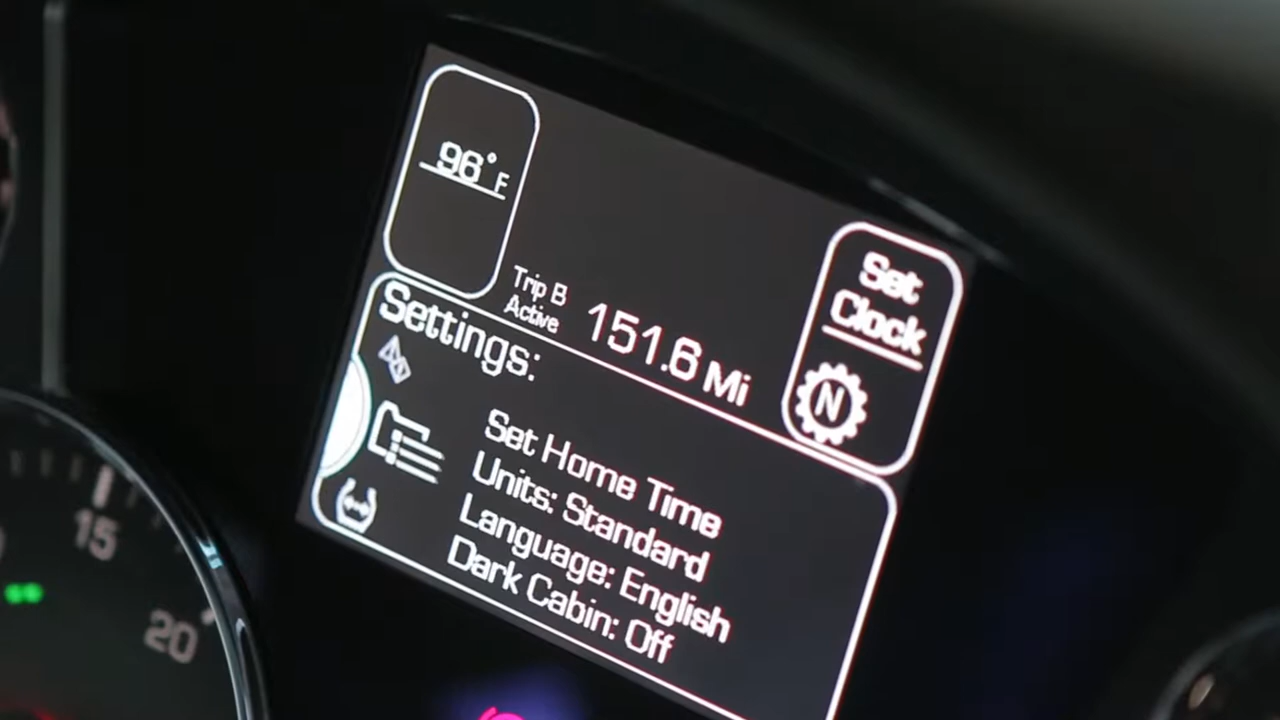 96°F
Trip B
Active
151.6 Mi
Set
Clock
N
Settings:
Set Home Time
Units: Standard
Language: English
Dark Cabin: Off
15
20